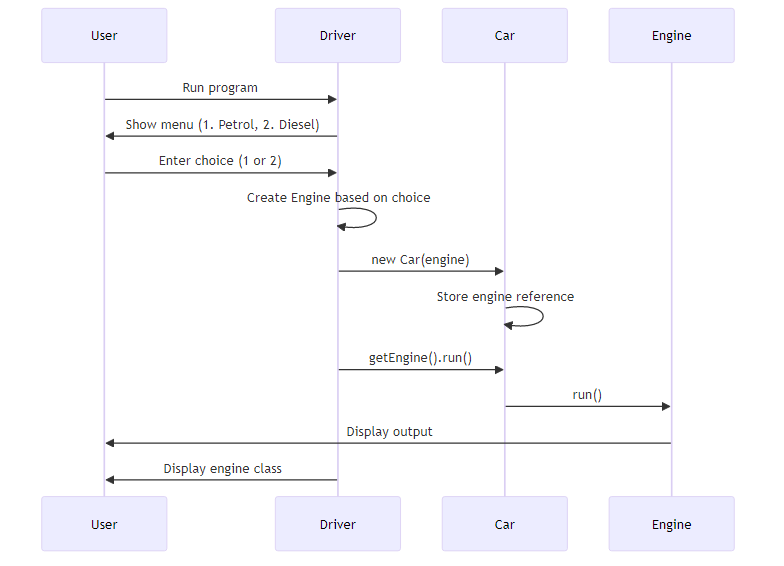 User
Driver
Car
Engine
Run program
Show menu (1. Petrol, 2. Diesel)
Enter choice (1 or 2)
Create Engine based on choice
new Car(engine)
Store engine reference
getEngine().run()
run()
Display output
Display engine class
User
Driver
Car
Engine